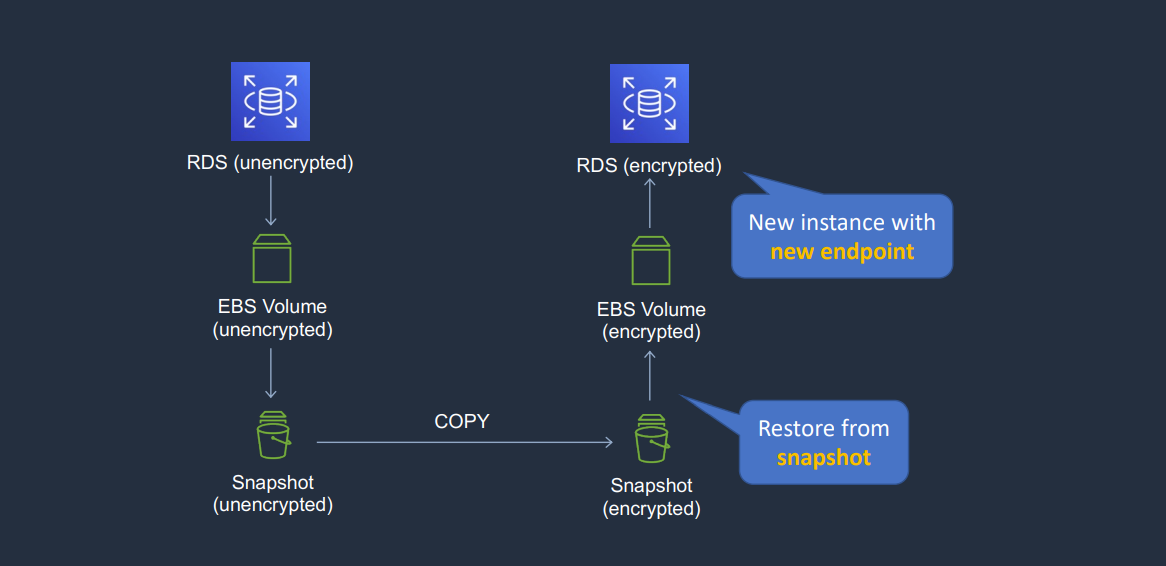 RDS (unencrypted)
EBS Volume
(unencrypted)
Snapshot
(unencrypted)
COPY
RDS (encrypted)
New instance with
new endpoint
EBS Volume
(encrypted)
Restore from
snapshot
Snapshot
(encrypted)